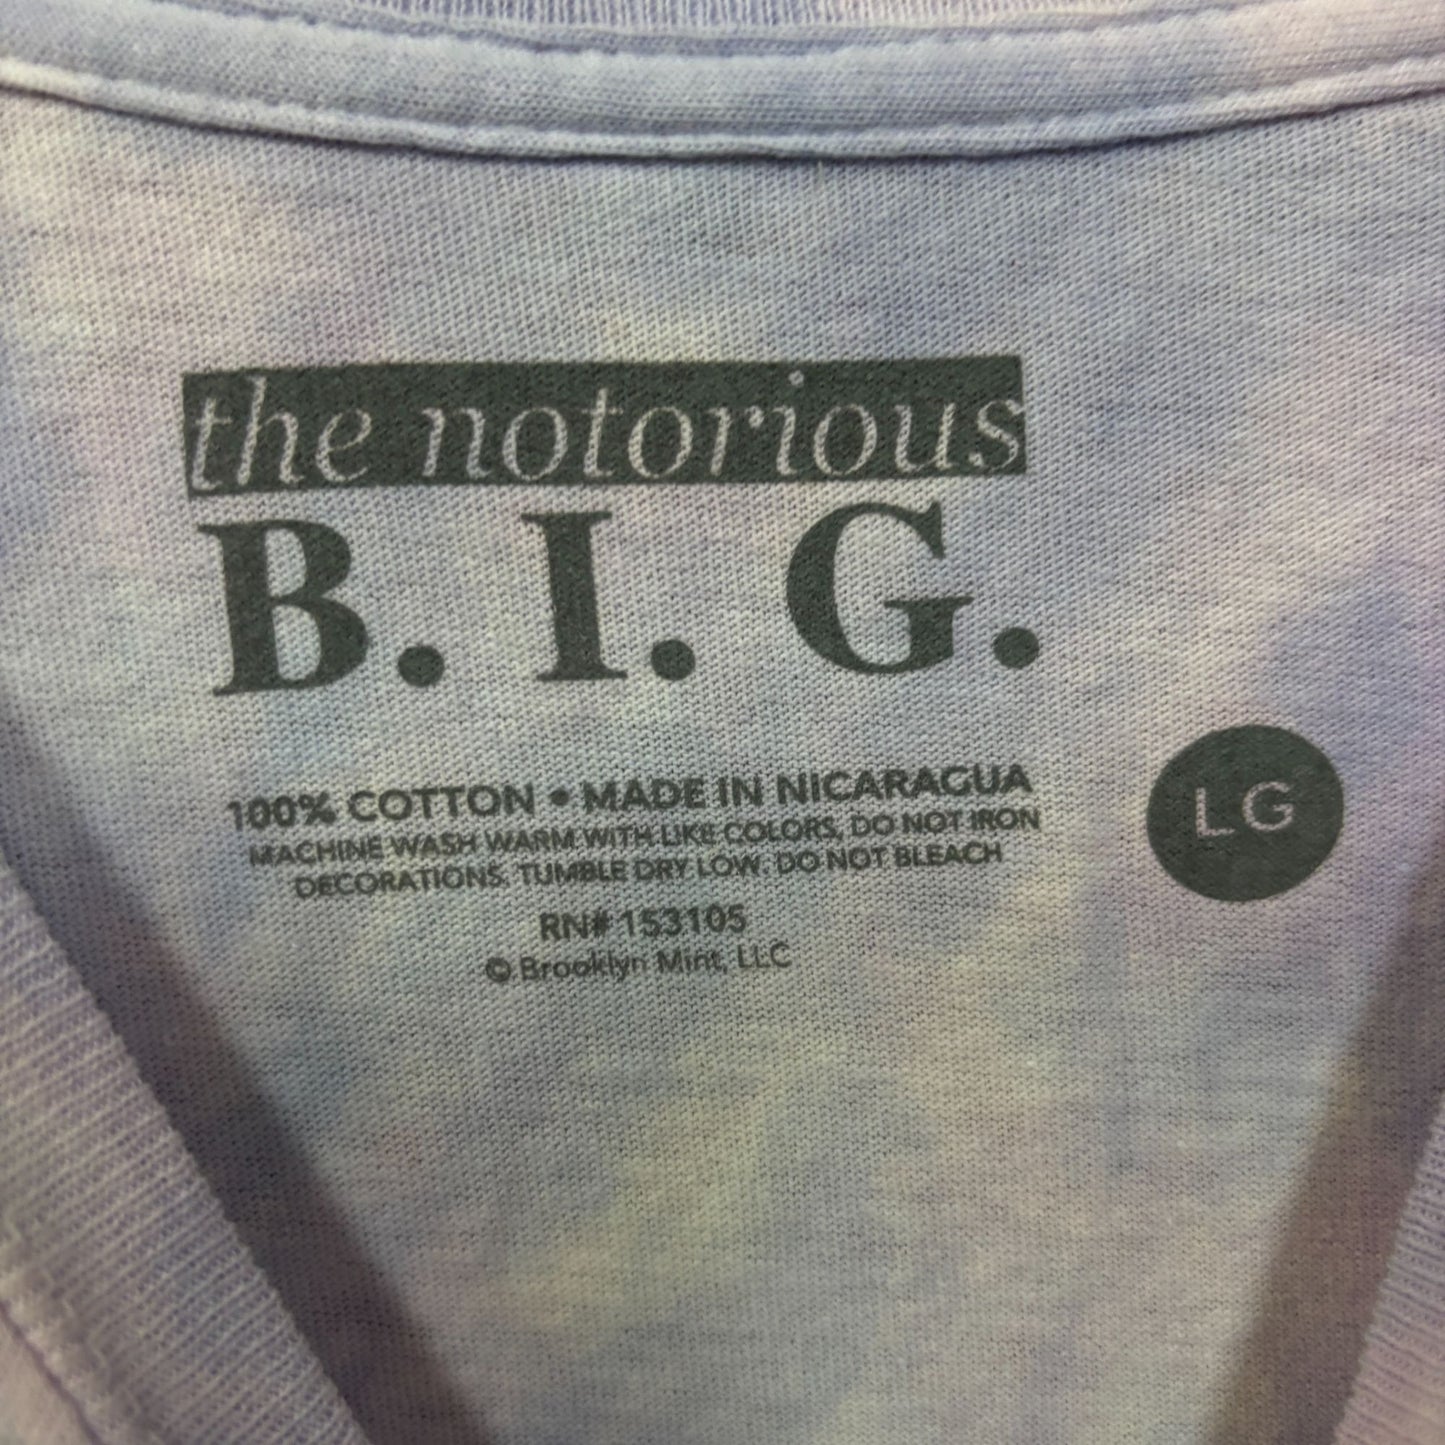 the notorious
B. I. G.
100% COTTON • MADE IN NICARAGUA
MACHINE WASH WARM WITH LIKE COLORS, DO NOT IRON
DECORATIONS, TUMBLE DRY LOW. DO NOT BLEACH
RN# 153105
© Brooklyn Mint, LLC
LG